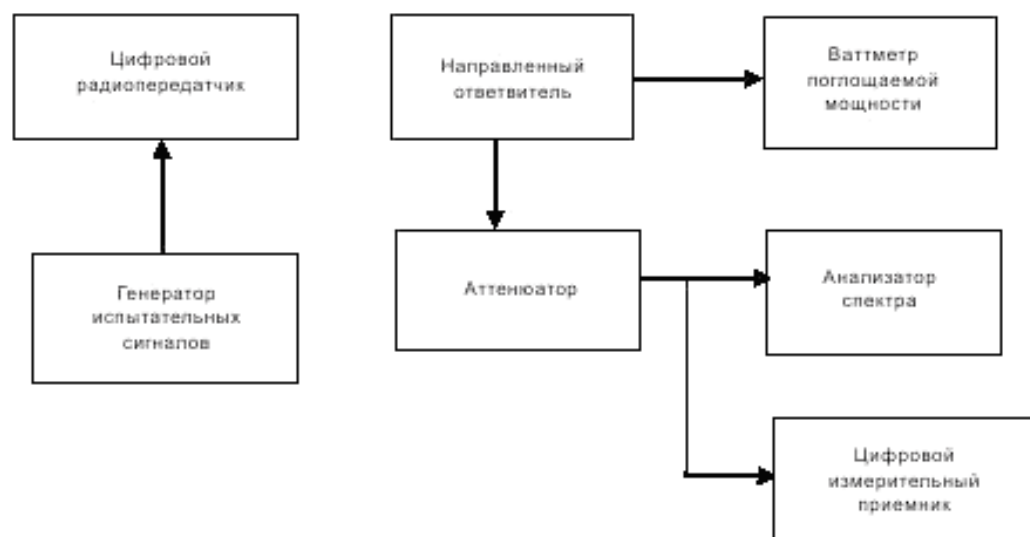 Цифровой
радиопередатчик
Направленный
ответвитель
Ваттметр
поглощаемой
мощности
Генератор
испытательных
сигналов
Аттенюатор
Анализатор
спектра
Цифровой
измерительный
приемник